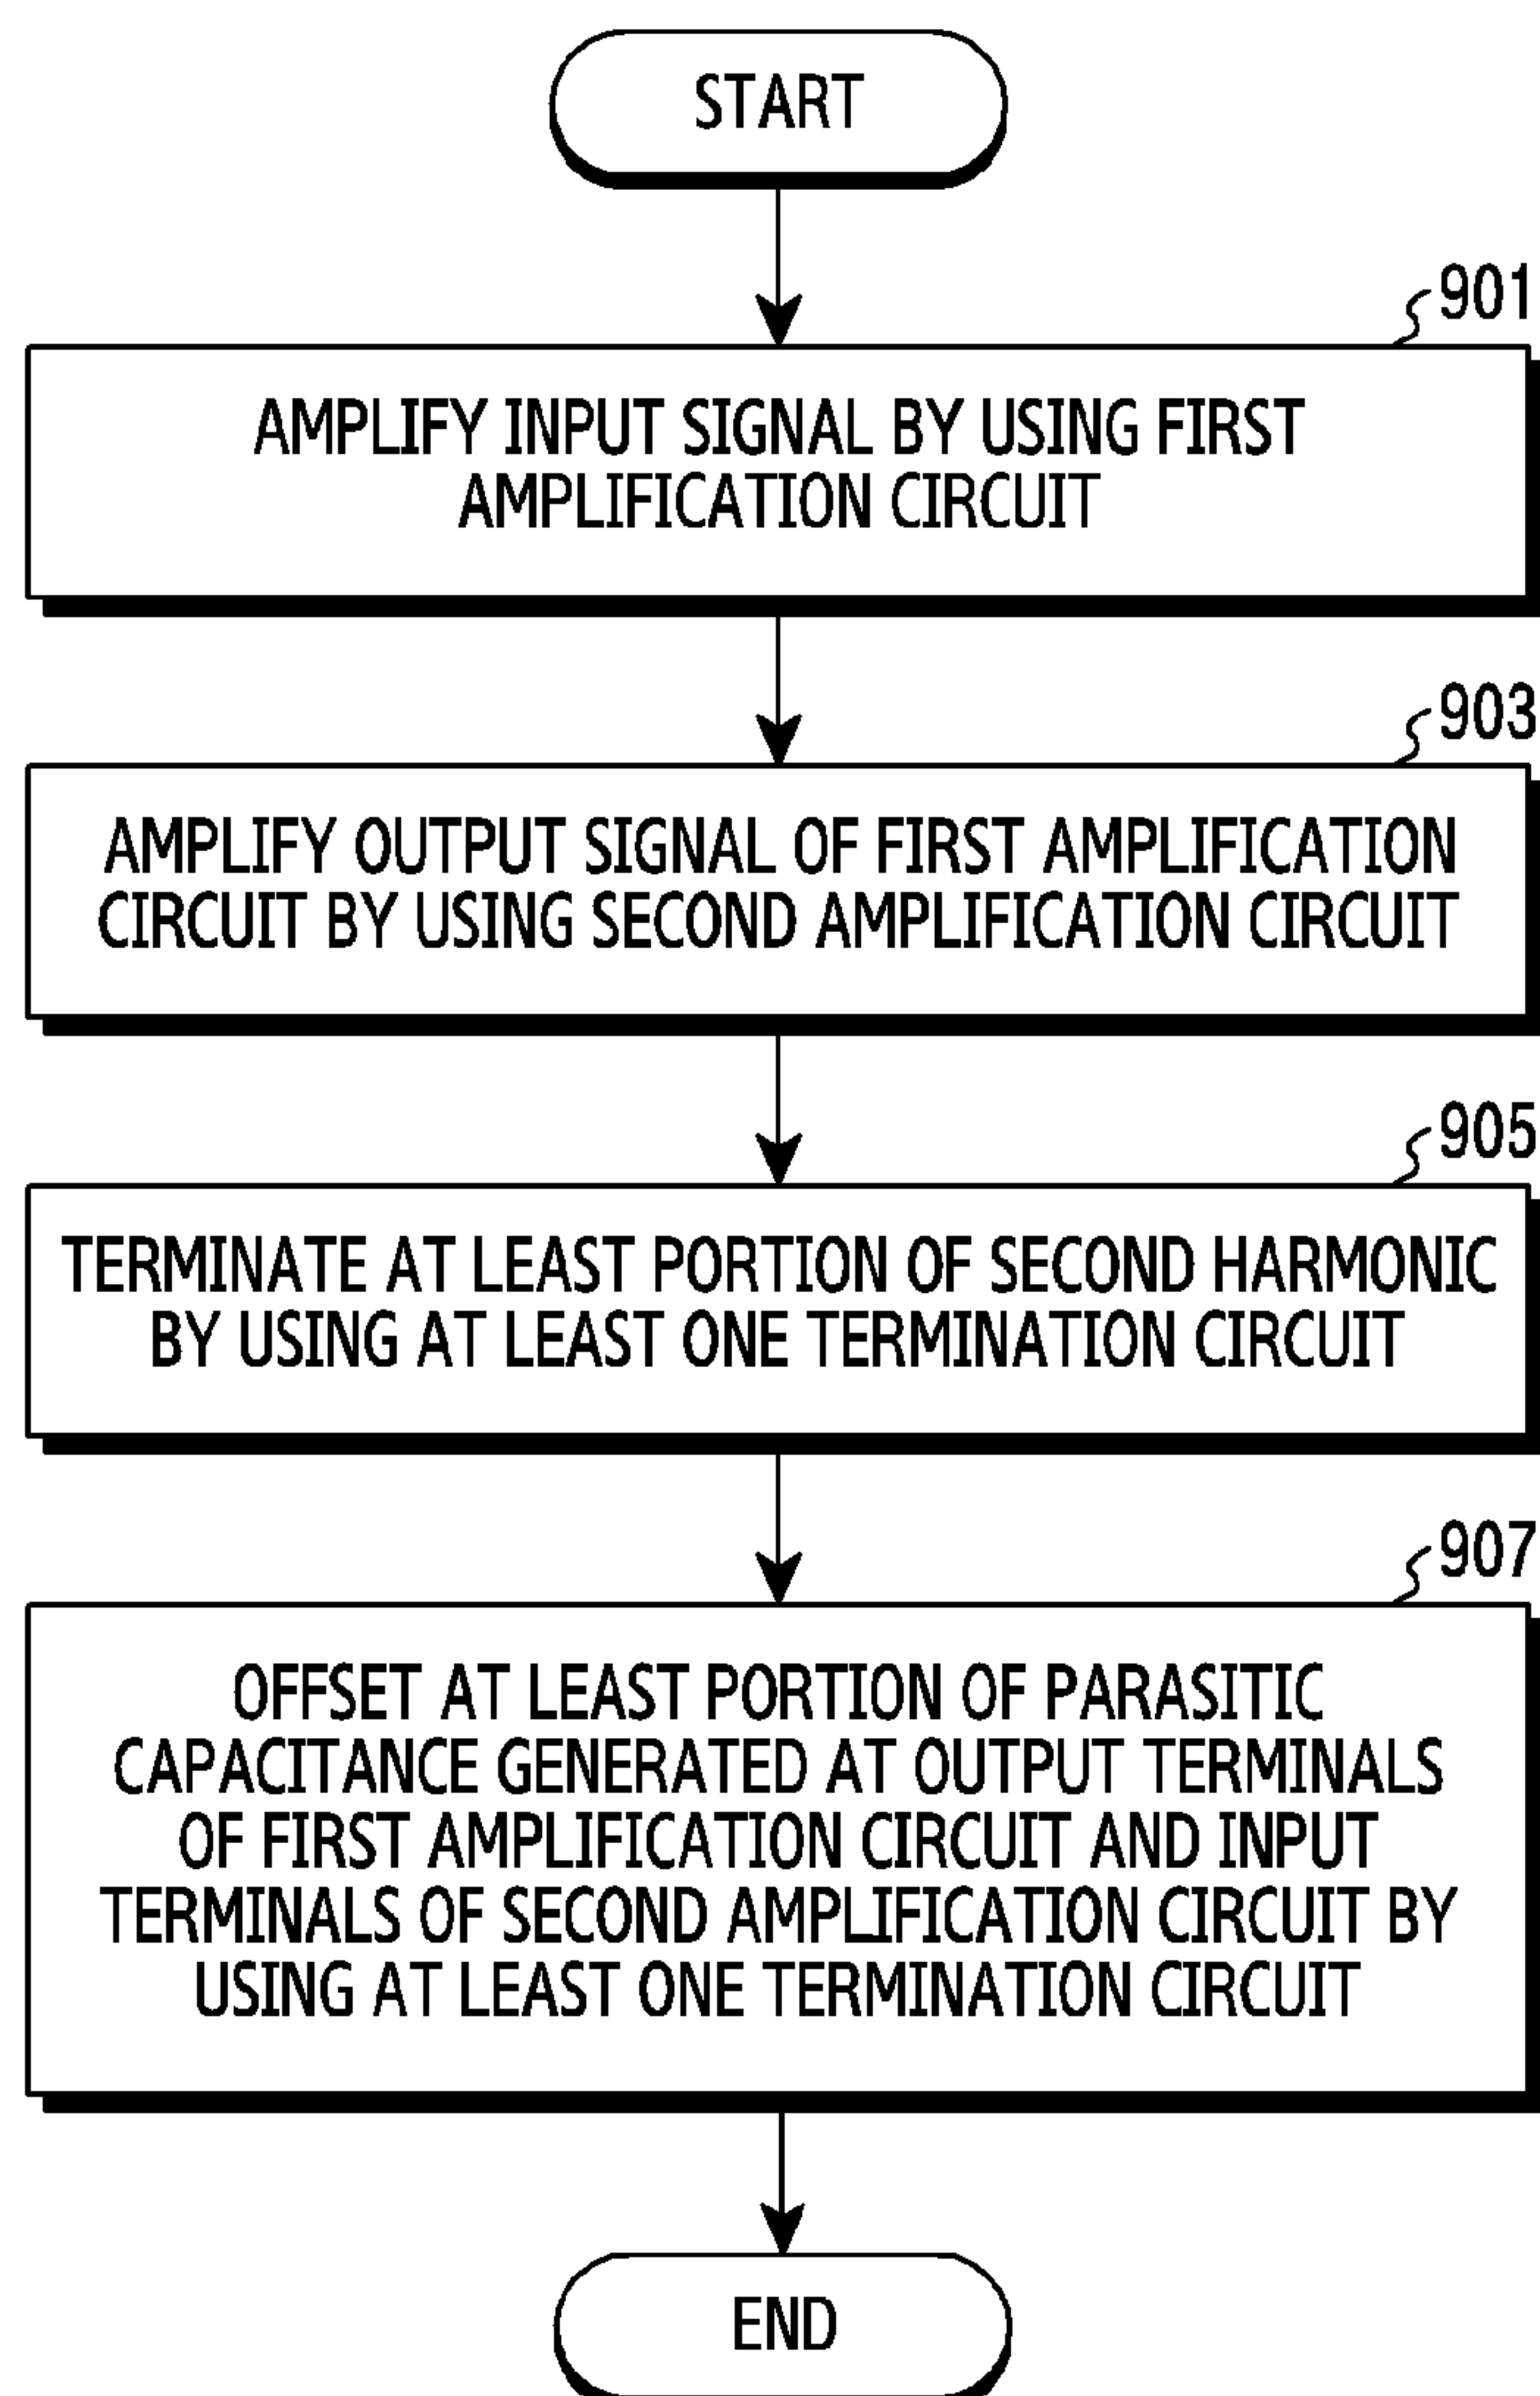 START
901
AMPLIFY INPUT SIGNAL BY USING FIRST
AMPLIFICATION CIRCUIT
903
AMPLIFY OUTPUT SIGNAL OF FIRST AMPLIFICATION
CIRCUIT BY USING SECOND AMPLIFICATION CIRCUIT
905
TERMINATE AT LEAST PORTION OF SECOND HARMONIC
BY USING AT LEAST ONE TERMINATION CIRCUIT
907
OFFSET AT LEAST PORTION OF PARASITIC
CAPACITANCE GENERATED AT OUTPUT TERMINALS
OF FIRST AMPLIFICATION CIRCUIT AND INPUT
TERMINALS OF SECOND AMPLIFICATION CIRCUIT BY
USING AT LEAST ONE TERMINATION CIRCUIT
END